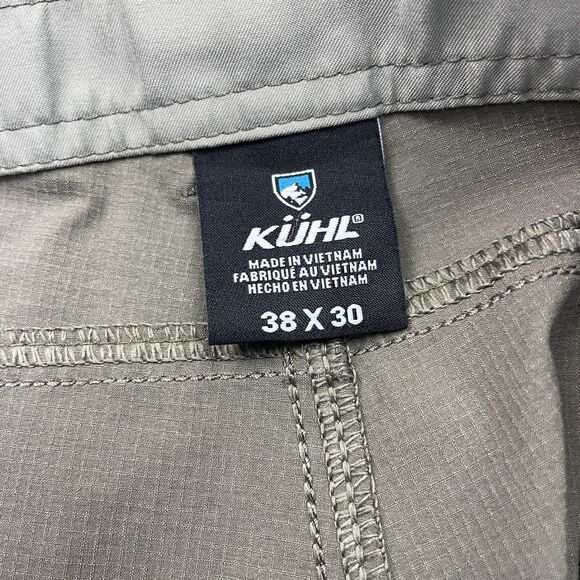 KÜHL®
MADE IN VIETNAM
FABRIQUÉ AU VIETNAM
HECHO EN VIETNAM
38 X 30